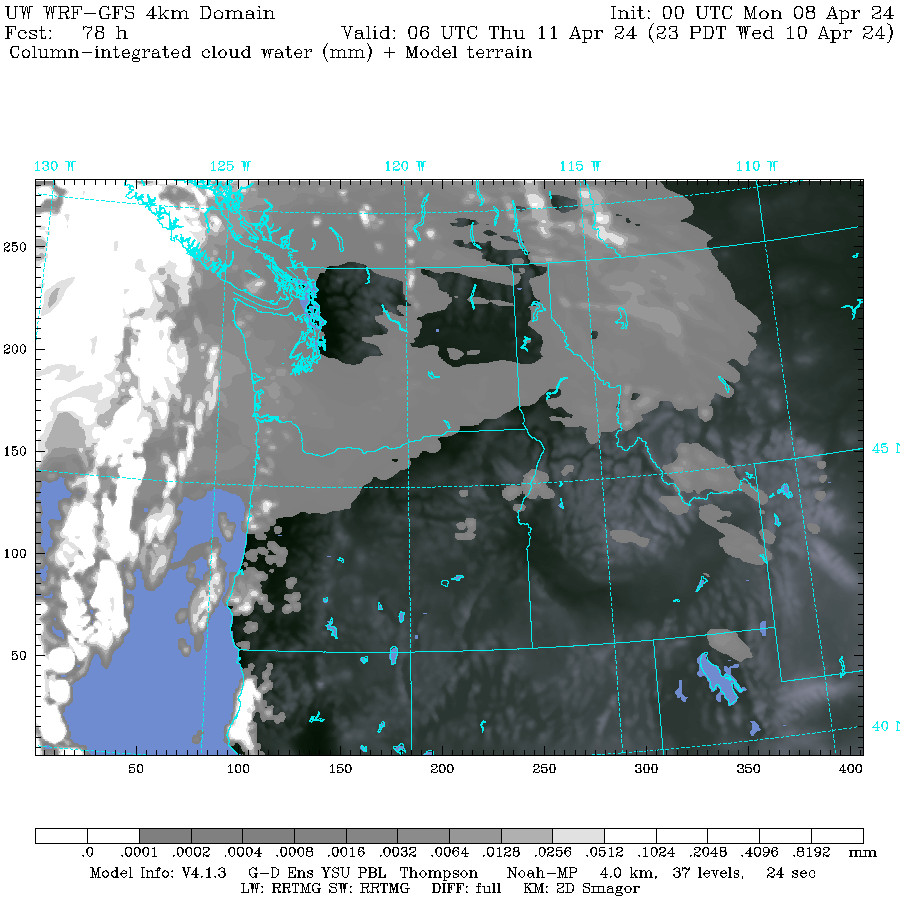 UW WRF-GFS 4km Domain Init: 00 UTC Mon 08 Apr 24
Fcst: 78 h Valid: 06 UTC Thu 11 Apr 24 (23 PDT Wed 10 Apr 24)
Column-integrated cloud water (mm) + Model terrain
130 W 125 W 120 W 115 W 110 W
250
200
150
45 N
100
50
40 N
50 100 150 200 250 300 350 400
.0 .0001 .0002 .0004 .0008 .0016 .0032 .0064 .0128 .0256 .0512 .1024 .2048 .4096 .8192 mm
Model Info: V4.1.3 G-D Ens YSU PBL Thompson Noah-MP 4.0 km, 37 levels, 24 sec
LW: RRTMG SW: RRTMG DIFF: full KM: 2D Smagor